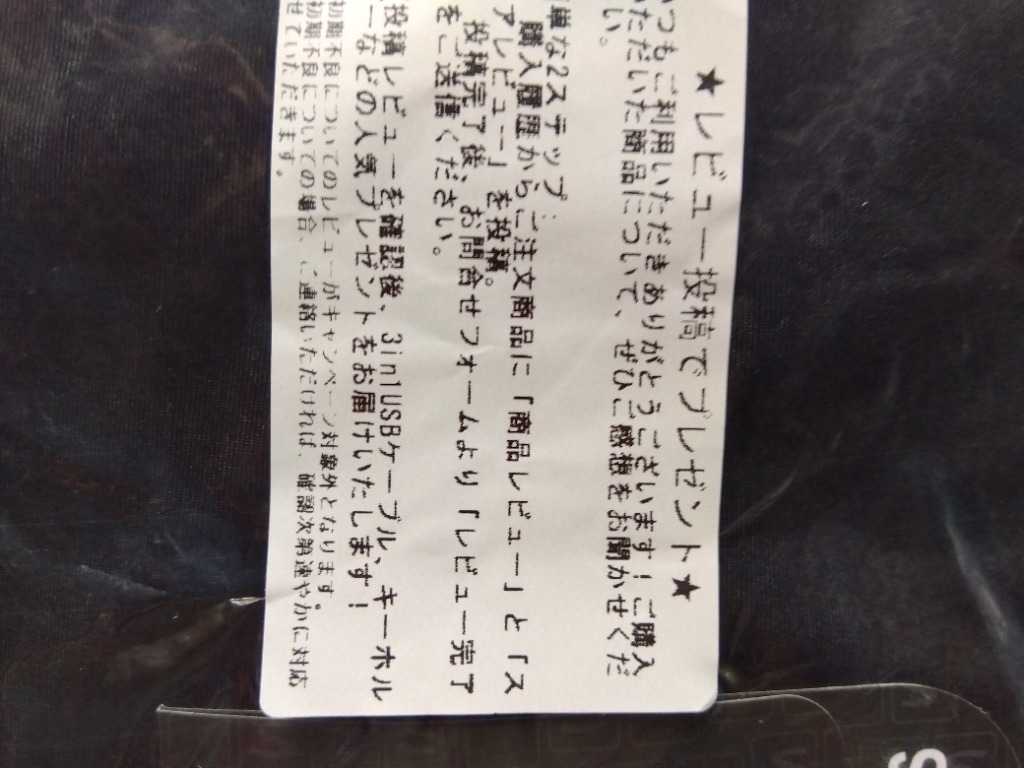 ★レビュー投稿でプレゼント★
いつもご利用いただきありがとうございます！ご購入
いただいた商品について、ぜひご感想をお聞かせくだ
さい。
単な2ステップ:
購入履歴からご注文商品に「商品レビュー」と「ス
アレビュー」を投稿。
投稿完了後、お問合せフォームより「レビュー完了
をご送信ください。
投稿レビューを確認後、3in1USBケーブル、キーホル
ーなどの人気プレゼントをお届けいたします！
初期不良についてのレビューがキャンペーン対象外となります。
初期不良についての場合、ご連絡いただければ、確認次第速やかに対応
せていただきます。
S